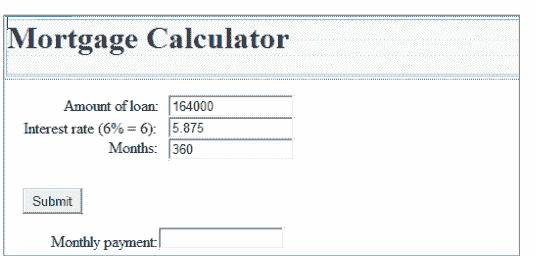 Mortgage Calculator
Amount of loan: 164000
Interest rate (6% = 6): 5.875
Months: 360
Submit
Monthly payment: